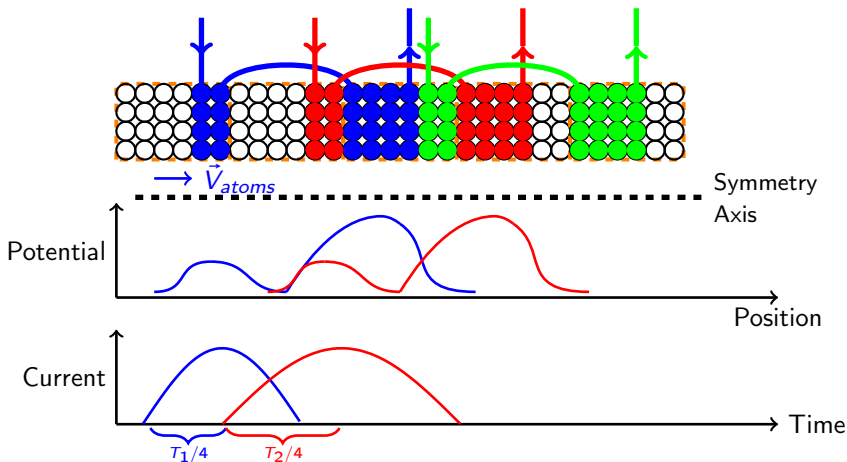 V⃗atoms
Symmetry
Axis
Potential
Position
Current
Time
T1/4
T2/4